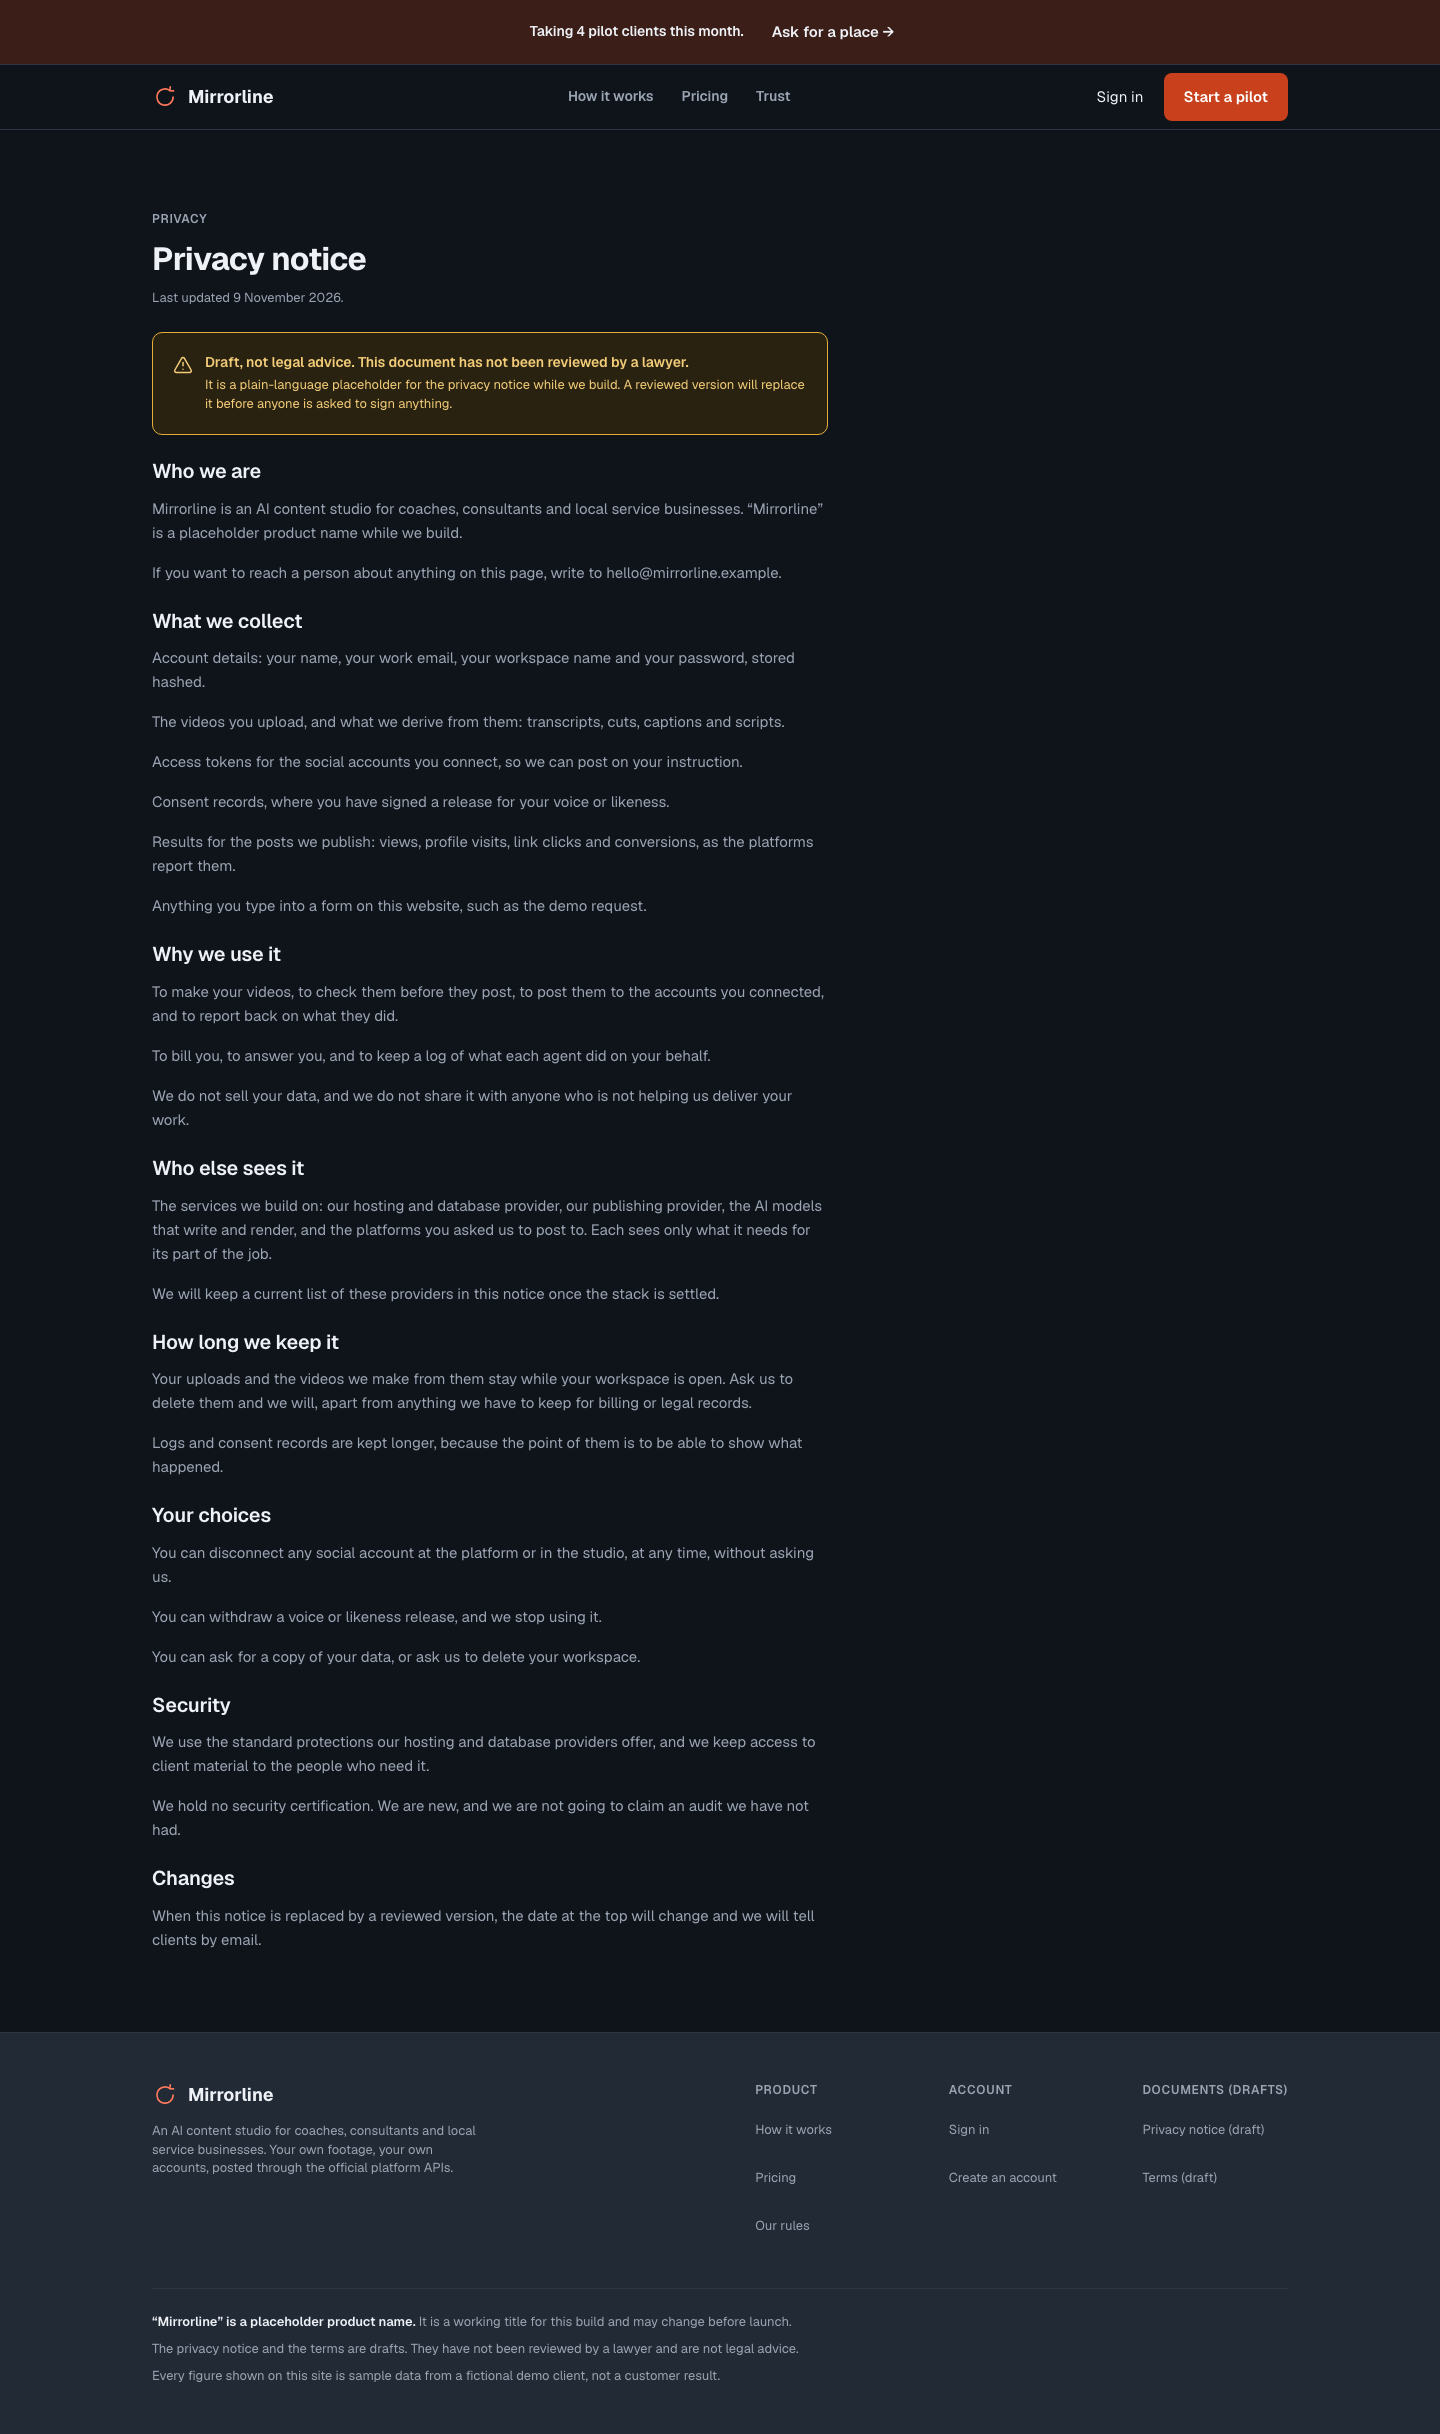 Taking 4 pilot clients this month. Ask for a place →
Mirrorline How it works Pricing Trust Sign in Start a pilot
PRIVACY
Privacy notice
Last updated 9 November 2026.
Draft, not legal advice. This document has not been reviewed by a lawyer.
It is a plain-language placeholder for the privacy notice while we build. A reviewed version will replace
it before anyone is asked to sign anything.
Who we are
Mirrorline is an AI content studio for coaches, consultants and local service businesses. “Mirrorline”
is a placeholder product name while we build.
If you want to reach a person about anything on this page, write to hello@mirrorline.example.
What we collect
Account details: your name, your work email, your workspace name and your password, stored
hashed.
The videos you upload, and what we derive from them: transcripts, cuts, captions and scripts.
Access tokens for the social accounts you connect, so we can post on your instruction.
Consent records, where you have signed a release for your voice or likeness.
Results for the posts we publish: views, profile visits, link clicks and conversions, as the platforms
report them.
Anything you type into a form on this website, such as the demo request.
Why we use it
To make your videos, to check them before they post, to post them to the accounts you connected,
and to report back on what they did.
To bill you, to answer you, and to keep a log of what each agent did on your behalf.
We do not sell your data, and we do not share it with anyone who is not helping us deliver your
work.
Who else sees it
The services we build on: our hosting and database provider, our publishing provider, the AI models
that write and render, and the platforms you asked us to post to. Each sees only what it needs for
its part of the job.
We will keep a current list of these providers in this notice once the stack is settled.
How long we keep it
Your uploads and the videos we make from them stay while your workspace is open. Ask us to
delete them and we will, apart from anything we have to keep for billing or legal records.
Logs and consent records are kept longer, because the point of them is to be able to show what
happened.
Your choices
You can disconnect any social account at the platform or in the studio, at any time, without asking
us.
You can withdraw a voice or likeness release, and we stop using it.
You can ask for a copy of your data, or ask us to delete your workspace.
Security
We use the standard protections our hosting and database providers offer, and we keep access to
client material to the people who need it.
We hold no security certification. We are new, and we are not going to claim an audit we have not
had.
Changes
When this notice is replaced by a reviewed version, the date at the top will change and we will tell
clients by email.
Mirrorline
An AI content studio for coaches, consultants and local
service businesses. Your own footage, your own
accounts, posted through the official platform APIs.
PRODUCT
How it works
Pricing
Our rules
ACCOUNT
Sign in
Create an account
DOCUMENTS (DRAFTS)
Privacy notice (draft)
Terms (draft)
“Mirrorline” is a placeholder product name. It is a working title for this build and may change before launch.
The privacy notice and the terms are drafts. They have not been reviewed by a lawyer and are not legal advice.
Every figure shown on this site is sample data from a fictional demo client, not a customer result.